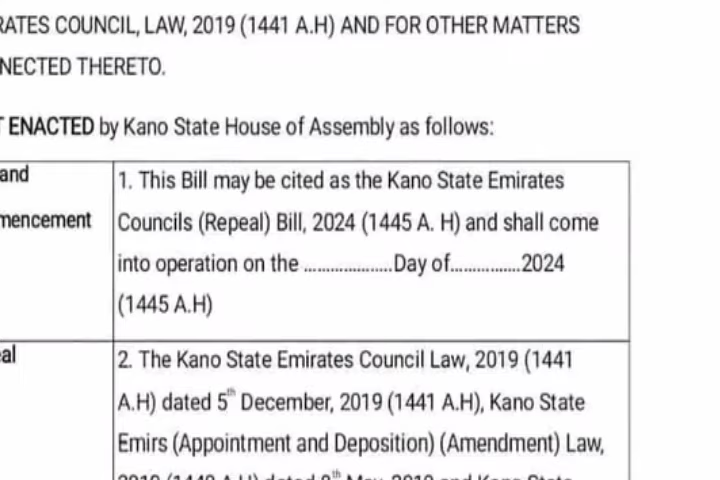 RATES COUNCIL, LAW, 2019 (1441 A.H) AND FOR OTHER MATTERS
NECTED THERETO.
T ENACTED by Kano State House of Assembly as follows:
and
mencement
1. This Bill may be cited as the Kano State Emirates
Councils (Repeal) Bill, 2024 (1445 A. H) and shall come
into operation on the ....................Day of................2024
(1445 A.H)
eal
2. The Kano State Emirates Council Law, 2019 (1441
A.H) dated 5th December, 2019 (1441 A.H), Kano State
Emirs (Appointment and Deposition) (Amendment) Law,